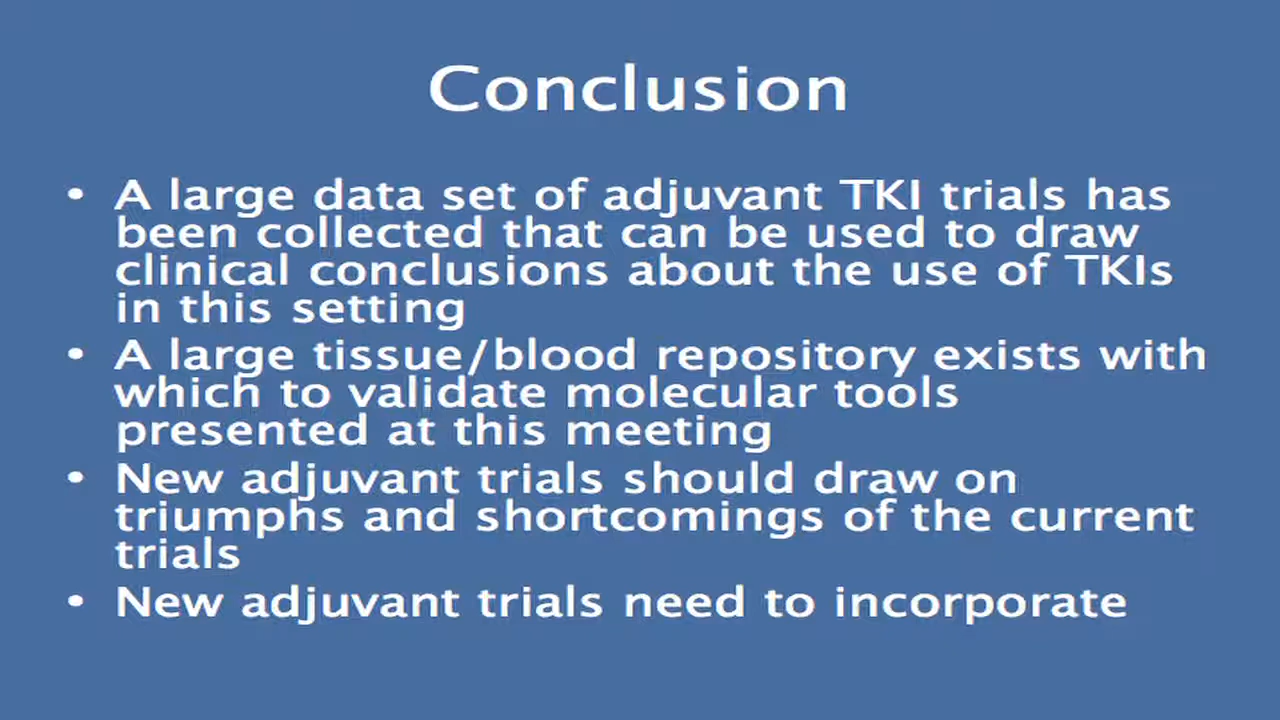 Conclusion
• A large data set of adjuvant TKI trials has
been collected that can be used to draw
clinical conclusions about the use of TKIs
in this setting
• A large tissue/blood repository exists with
which to validate molecular tools
presented at this meeting
• New adjuvant trials should draw on
triumphs and shortcomings of the current
trials
• New adjuvant trials need to incorporate